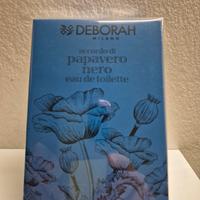 DEBORAH
MILANO
accordo di
papavero
nero
eau de toilette